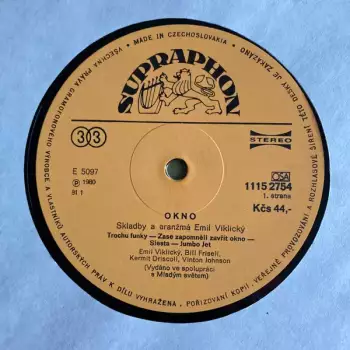 MADE IN CZECHOSLOVAKIA • VŠECHNA PRÁVA GRAMOFONOVÉHO VÝROBCE A VLASTNÍKŮ AUTORSKÝCH PRÁV K DÍLU VYHRAŽENA. POŘIZOVÁNÍ KOPIÍ, VEŘEJNÉ PROVOZOVÁNÍ A ROZHLASOVÉ ŠÍŘENÍ TÉTO DESKY JE ZAKÁZÁNO
SUPRAPHON
33
STEREO
E 5097
℗ 1980
81 1
OSA
1115 2754
1. strana
Kčs 44,-
OKNO
Skladby a aranžmá Emil Viklický
Trochu funky — Zase zapomněli zavřít okno —
Siesta — Jumbo Jet
Emil Viklický, Bill Frisell,
Kermit Driscoll, Vinton Johnson
(Vydáno ve spolupráci
s Mladým světem)